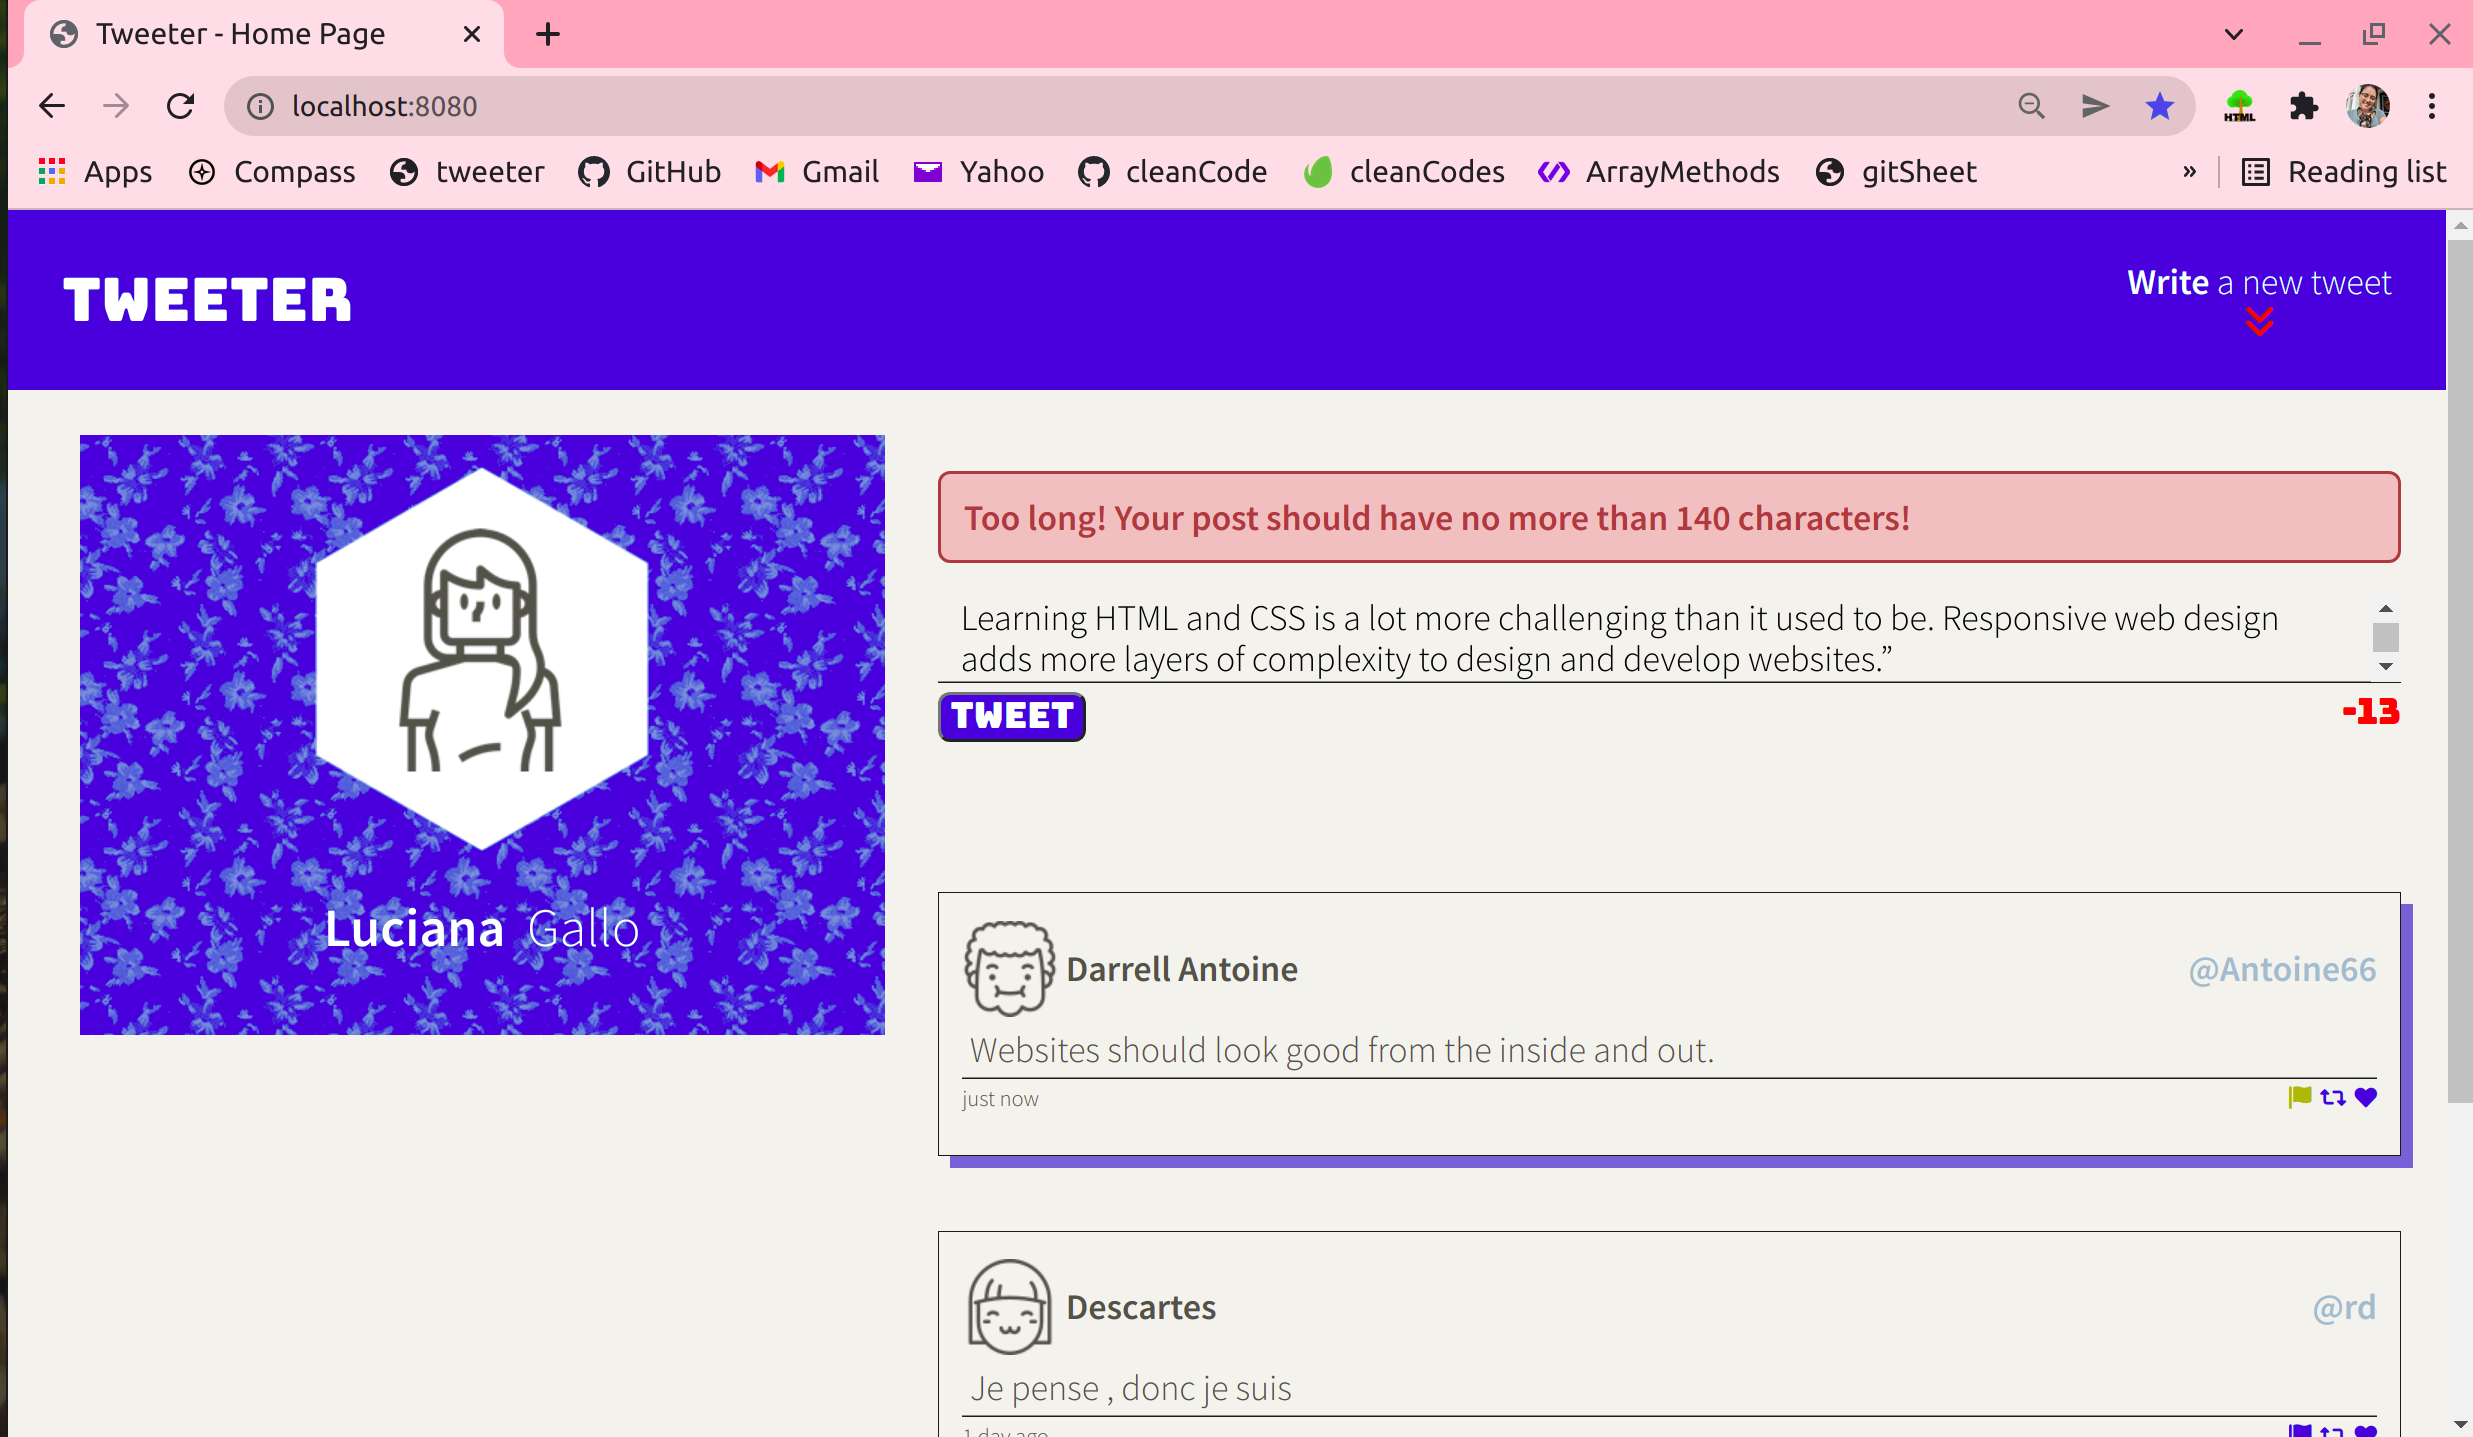 Tweeter - Home Page
localhost:8080
HTML
Apps Compass tweeter GitHub Gmail Yahoo cleanCode cleanCodes ArrayMethods gitSheet » Reading list
TWEETER
Write a new tweet
Luciana Gallo
Too long! Your post should have no more than 140 characters!
Learning HTML and CSS is a lot more challenging than it used to be. Responsive web design
adds more layers of complexity to design and develop websites.”
TWEET
-13
Darrell Antoine
@Antoine66
Websites should look good from the inside and out.
just now
Descartes
@rd
Je pense , donc je suis
1 day ago